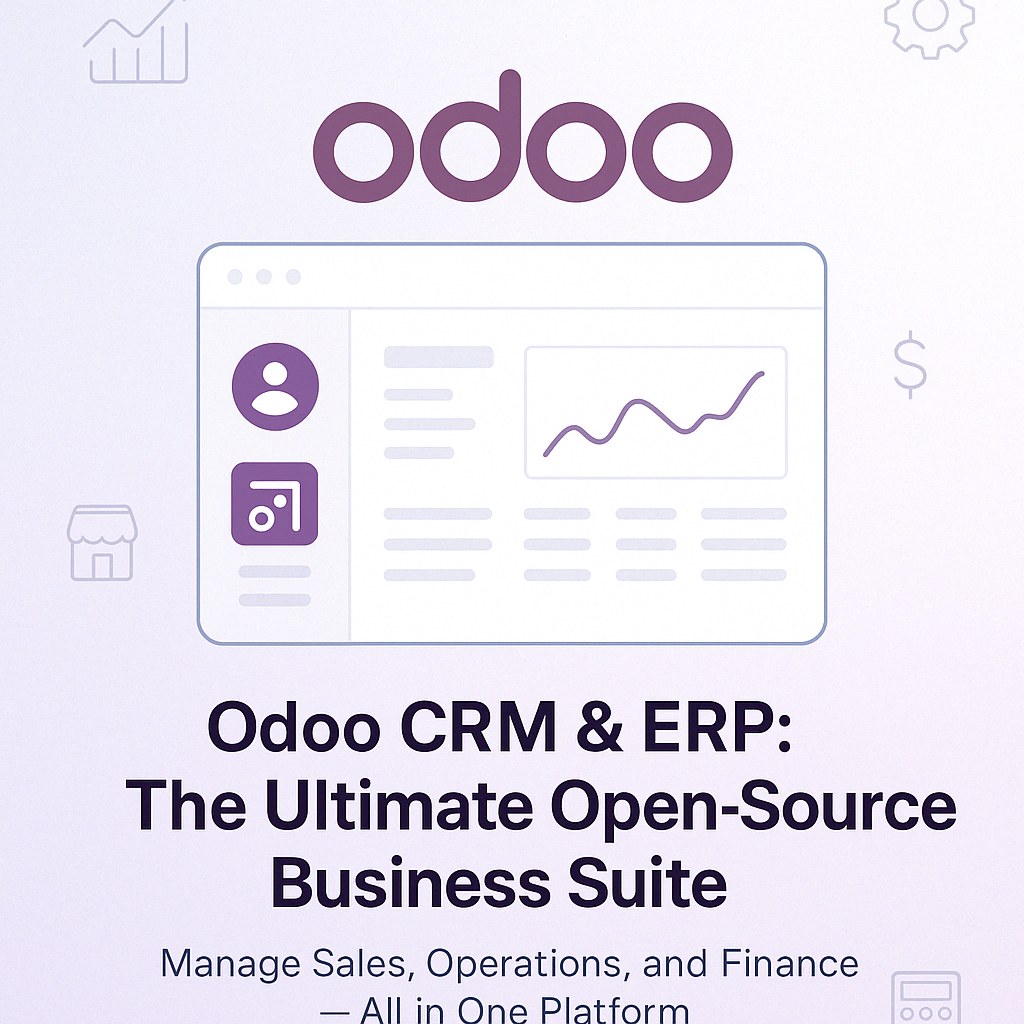 odoo
Odoo CRM & ERP:
The Ultimate Open-Source
Business Suite
Manage Sales, Operations, and Finance
— All in One Platform
$